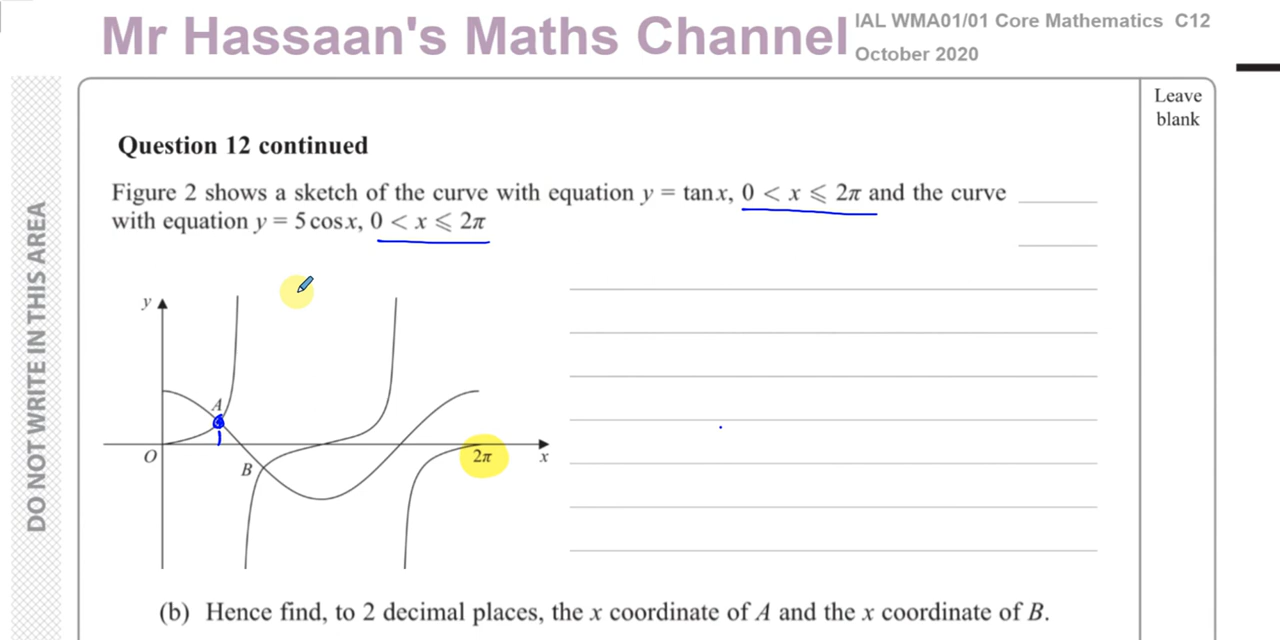 Mr Hassaan's Maths Channel
IAL WMA01/01 Core Mathematics C12
October 2020
Leave
blank
Question 12 continued
Figure 2 shows a sketch of the curve with equation y = tan x, 0 < x ⩽ 2π and the curve
with equation y = 5 cos x, 0 < x ⩽ 2π
DO NOT WRITE IN THIS AREA
y
A
O
B
2π
x
(b) Hence find, to 2 decimal places, the x coordinate of A and the x coordinate of B.